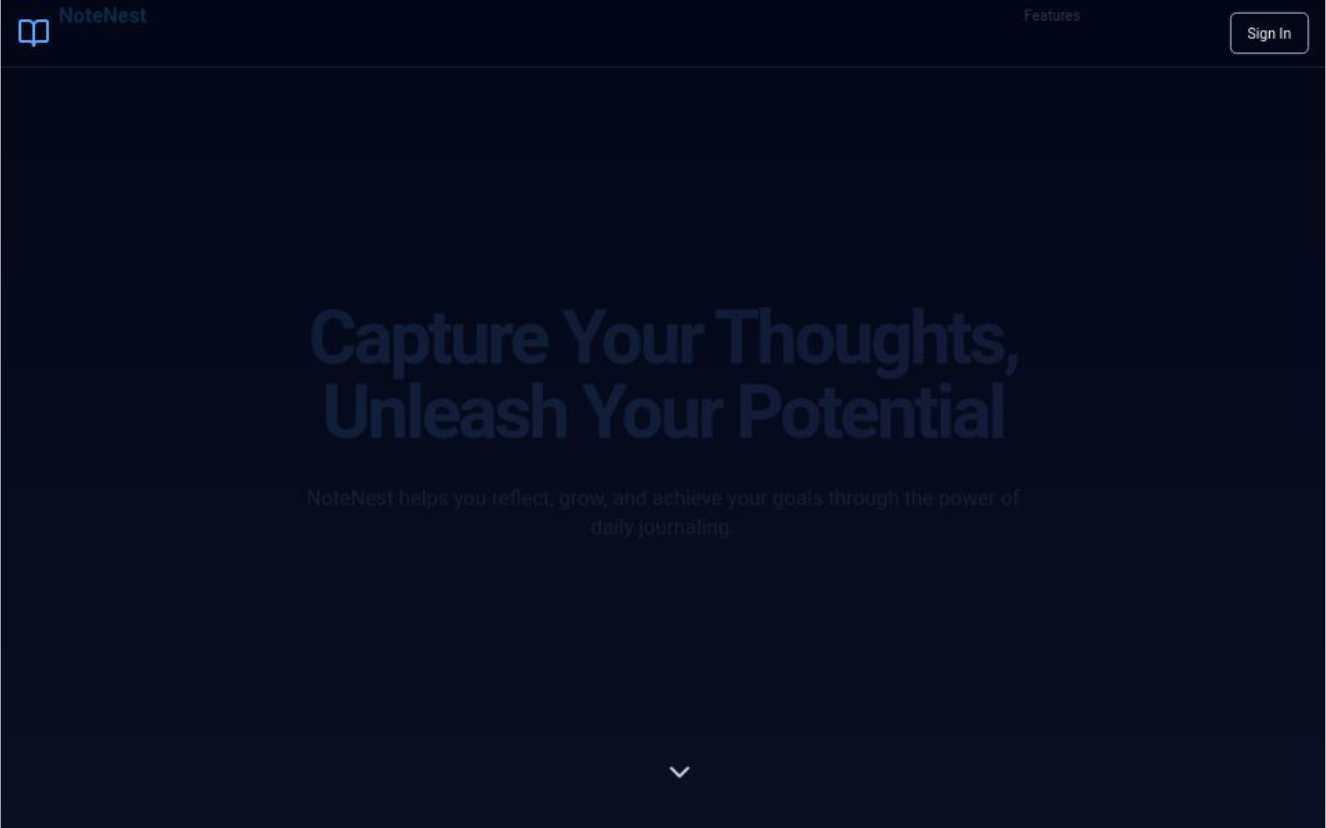 NoteNest
Features
Sign In
Capture Your Thoughts,
Unleash Your Potential
NoteNest helps you reflect, grow, and achieve your goals through the power of
daily journaling.